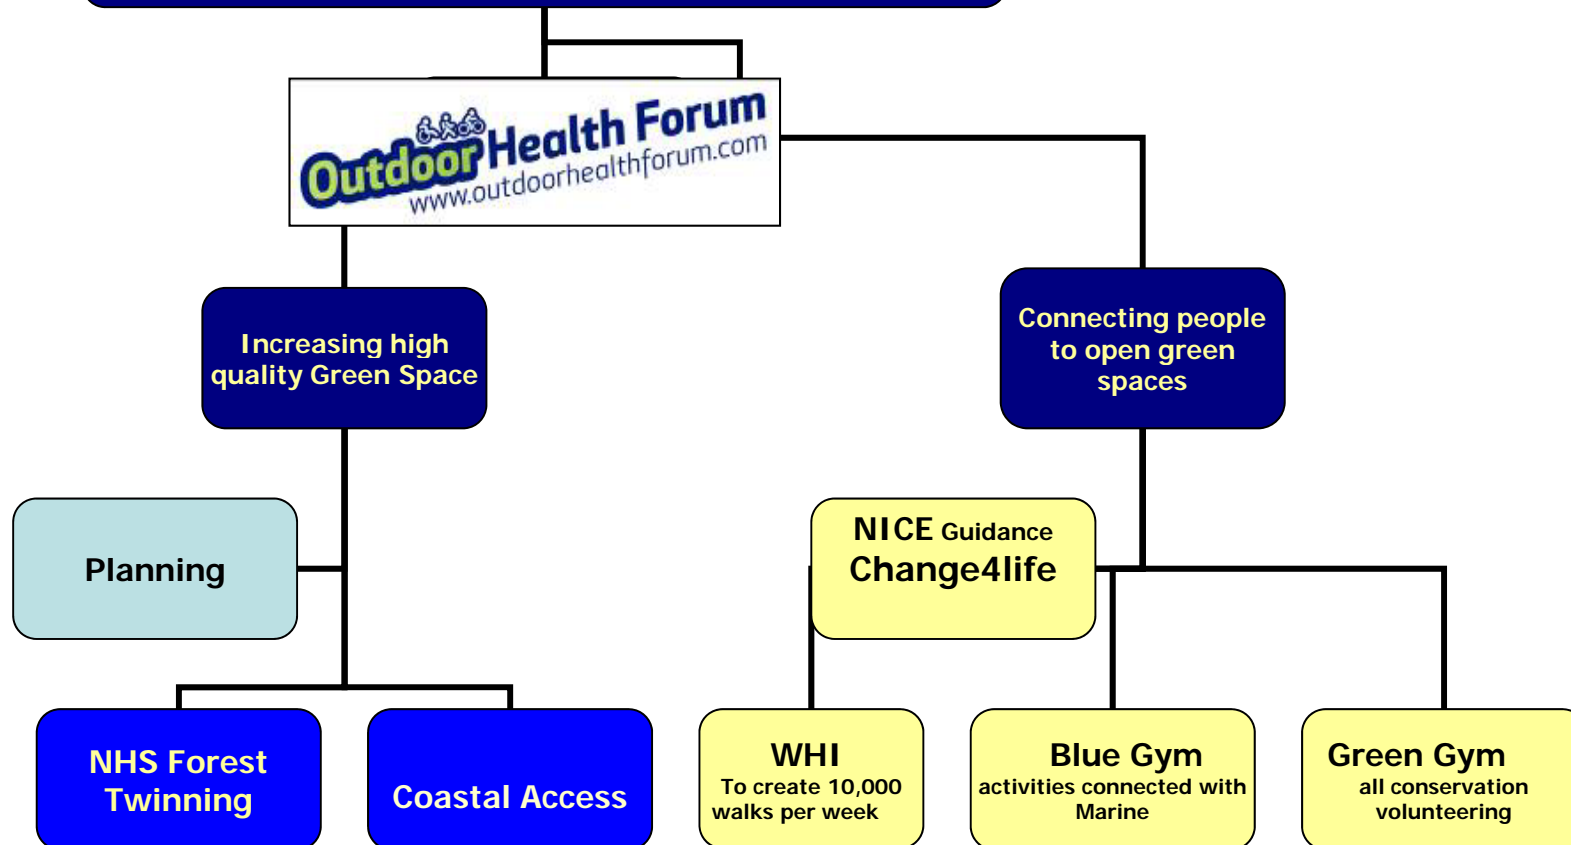 Outdoor Health Forum
www.outdoorhealthforum.com
Increasing high
quality Green Space
Connecting people
to open green
spaces
Planning
NICE Guidance
Change4life
NHS Forest
Twinning
Coastal Access
WHI
To create 10,000
walks per week
Blue Gym
activities connected with
Marine
Green Gym
all conservation
volunteering